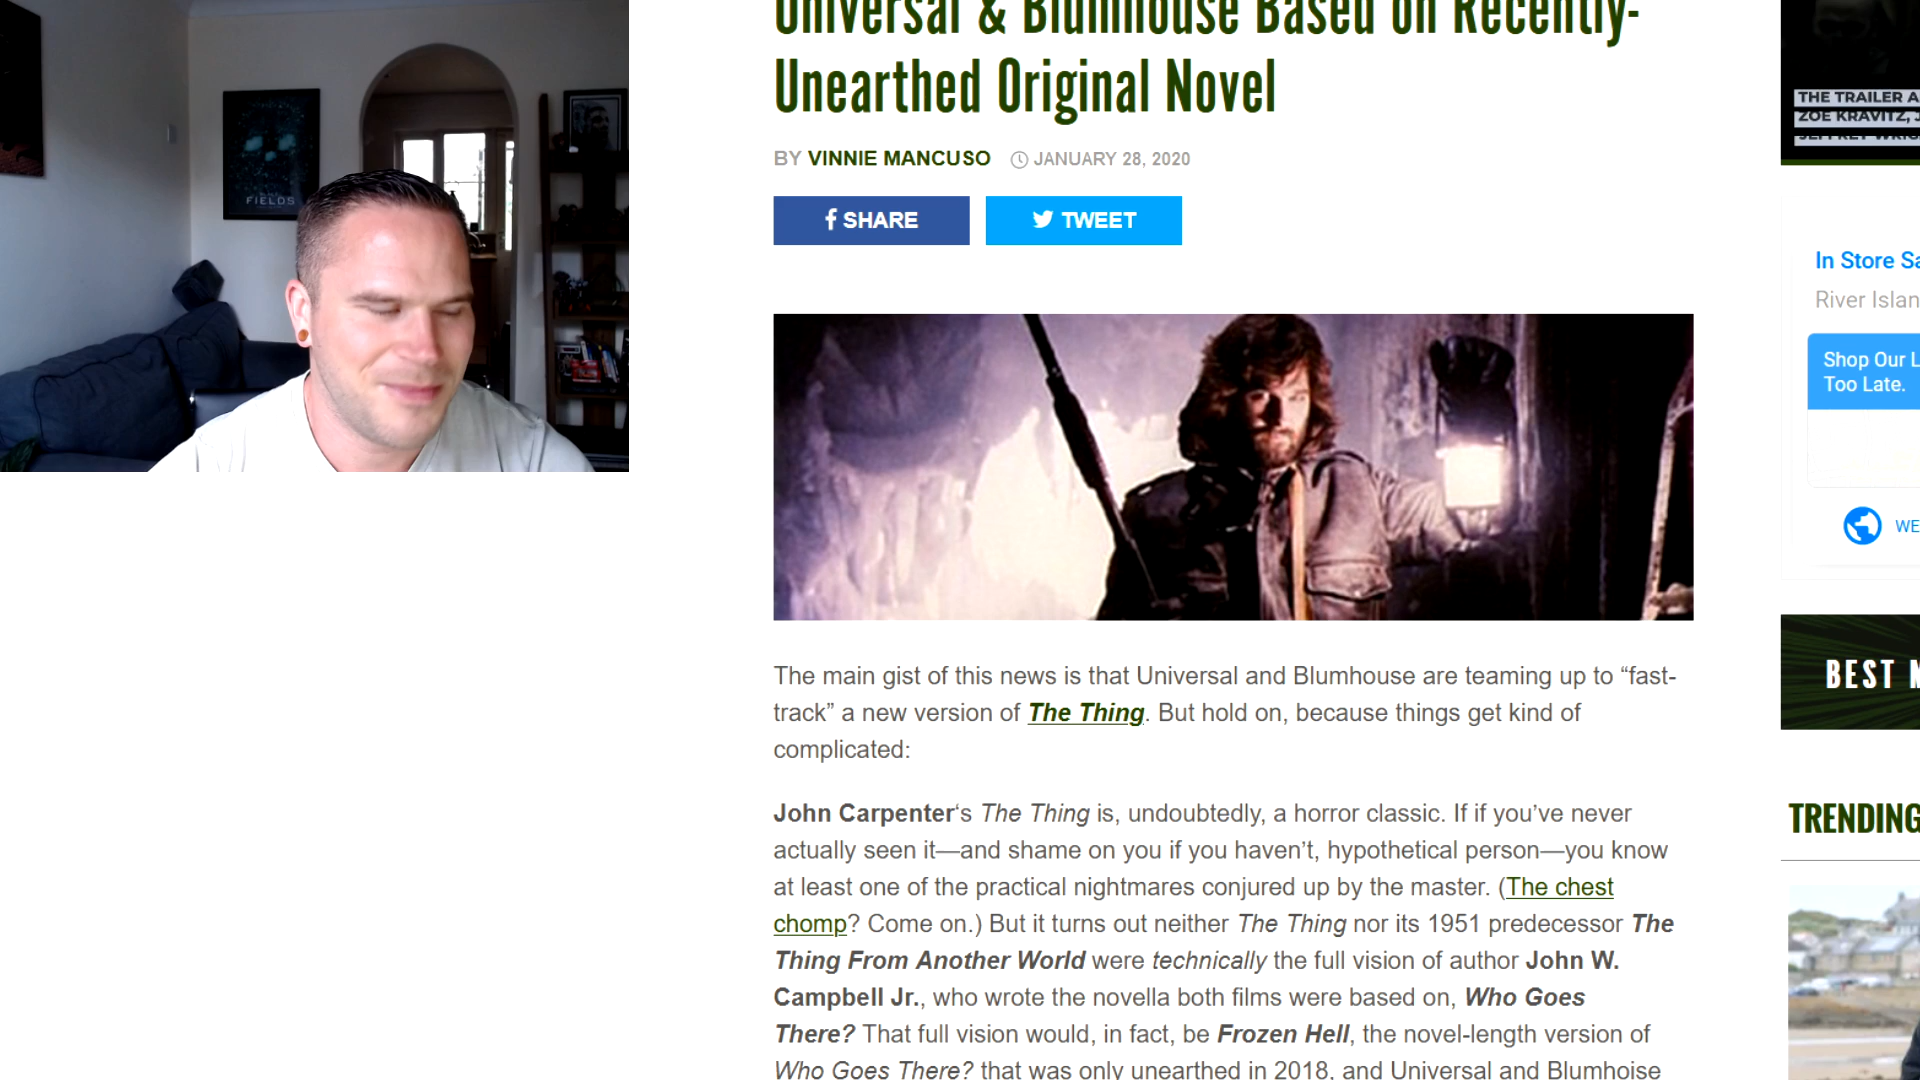 Universal & Blumhouse Based on Recently-
Unearthed Original Novel
BY VINNIE MANCUSO JANUARY 28, 2020
SHARE
TWEET
FIELDS
The main gist of this news is that Universal and Blumhouse are teaming up to “fast-
track” a new version of The Thing. But hold on, because things get kind of
complicated:
John Carpenter‘s The Thing is, undoubtedly, a horror classic. If if you’ve never
actually seen it—and shame on you if you haven’t, hypothetical person—you know
at least one of the practical nightmares conjured up by the master. (The chest
chomp? Come on.) But it turns out neither The Thing nor its 1951 predecessor The
Thing From Another World were technically the full vision of author John W.
Campbell Jr., who wrote the novella both films were based on, Who Goes
There? That full vision would, in fact, be Frozen Hell, the novel-length version of
Who Goes There? that was only unearthed in 2018, and Universal and Blumhoise
THE TRAILER A
ZOË KRAVITZ, J
JEFFREY WRIG
In Store Sa
River Islan
Shop Our L
Too Late.
WE
BEST M
TRENDING